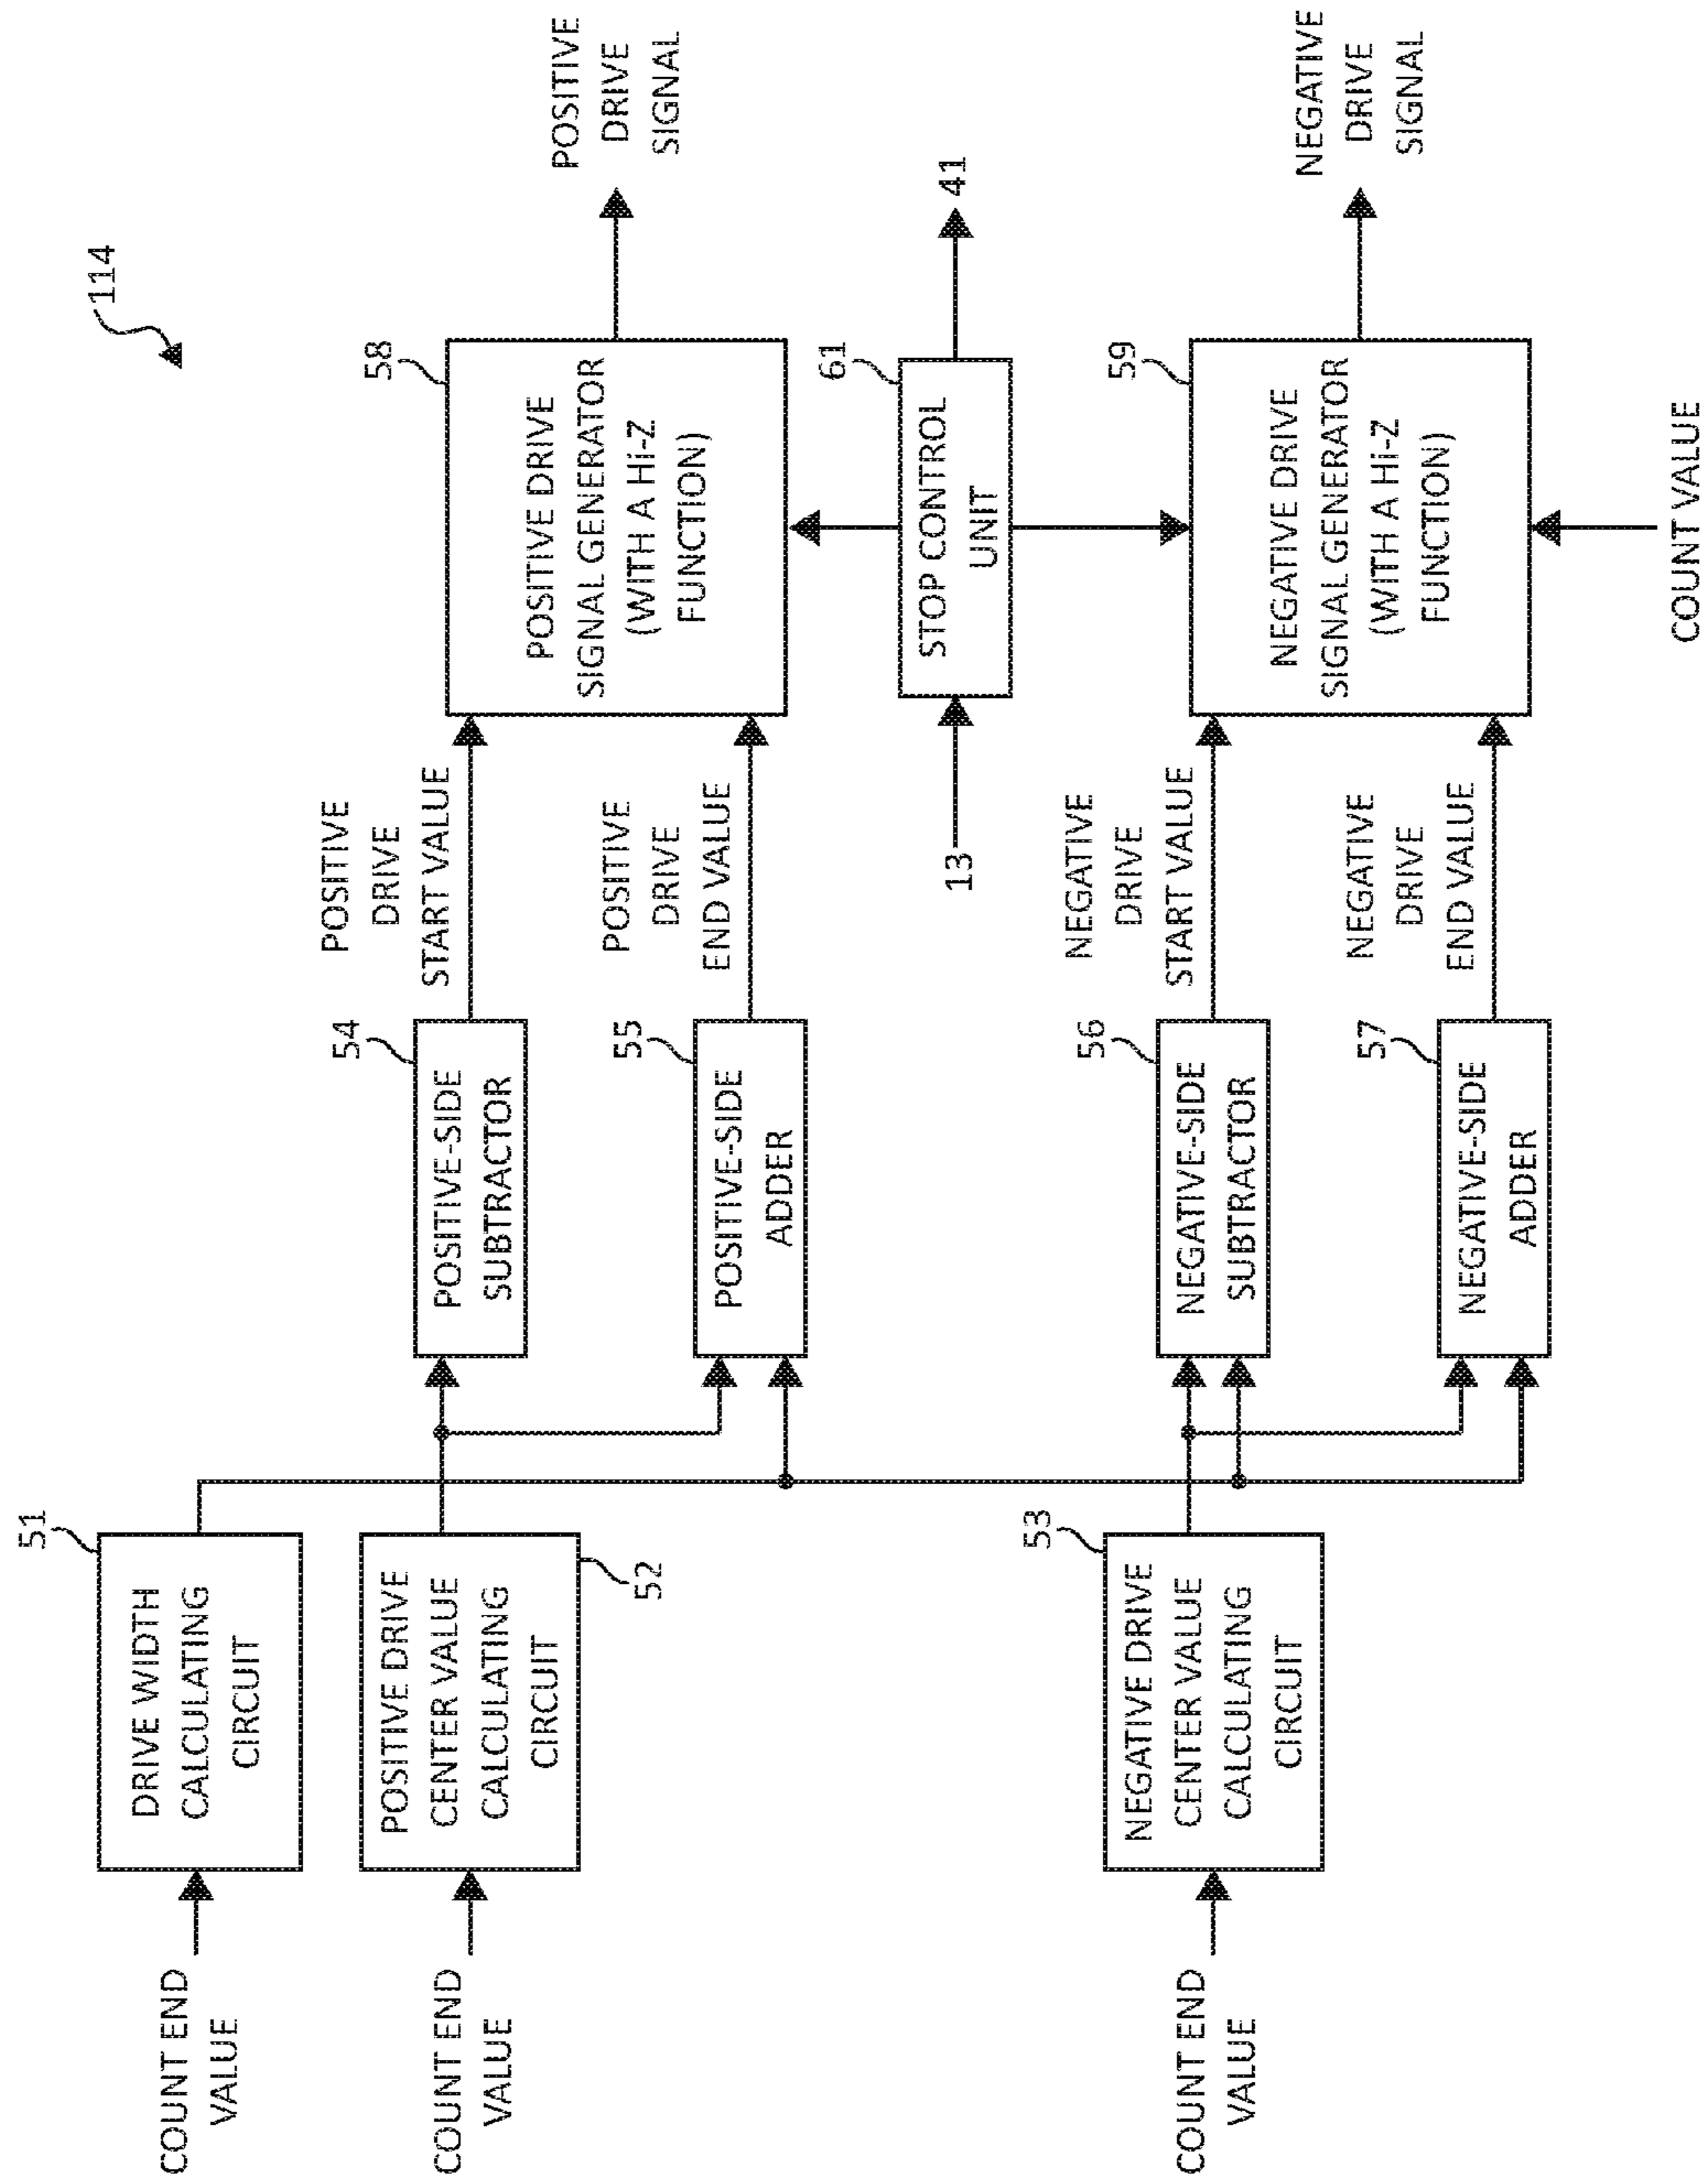 114
COUNT END
VALUE
51
DRIVE WIDTH
CALCULATING
CIRCUIT
COUNT END
VALUE
52
POSITIVE DRIVE
CENTER VALUE
CALCULATING
CIRCUIT
COUNT END
VALUE
53
NEGATIVE DRIVE
CENTER VALUE
CALCULATING
CIRCUIT
54
POSITIVE-SIDE
SUBTRACTOR
55
POSITIVE-SIDE
ADDER
56
NEGATIVE-SIDE
SUBTRACTOR
57
NEGATIVE-SIDE
ADDER
POSITIVE
DRIVE
START VALUE
POSITIVE
DRIVE
END VALUE
13
NEGATIVE
DRIVE
START VALUE
NEGATIVE
DRIVE
END VALUE
58
POSITIVE DRIVE
SIGNAL GENERATOR
(WITH A Hi-Z
FUNCTION)
61
STOP CONTROL
UNIT
59
NEGATIVE DRIVE
SIGNAL GENERATOR
(WITH A Hi-Z
FUNCTION)
COUNT VALUE
POSITIVE
DRIVE
SIGNAL
41
NEGATIVE
DRIVE
SIGNAL